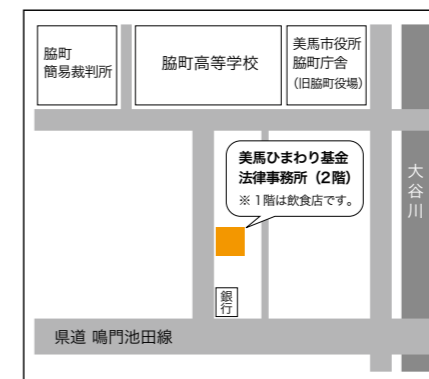 脇町
簡易裁判所
脇町高等学校
美馬市役所
脇町庁舎
（旧脇町役場）
美馬ひまわり基金
法律事務所（2階）
※ 1階は飲食店です。
大谷川
銀行
県道 鳴門池田線